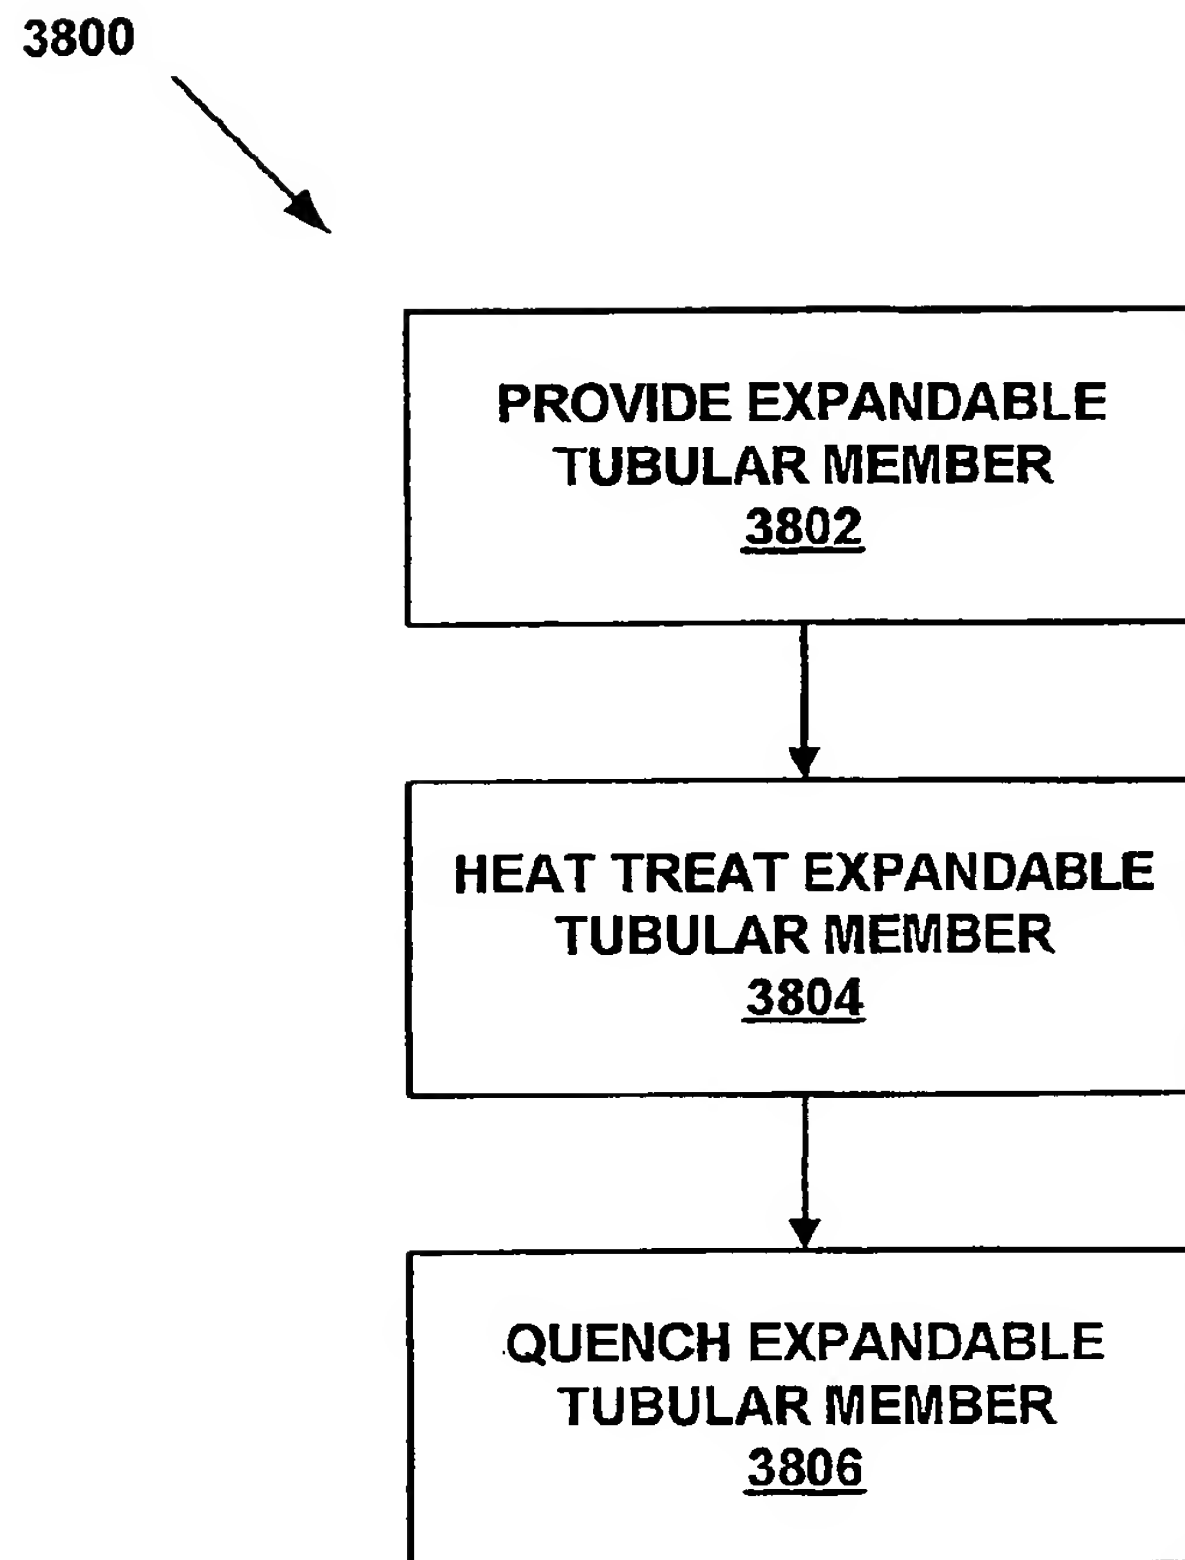 3800
PROVIDE EXPANDABLE
TUBULAR MEMBER
3802
HEAT TREAT EXPANDABLE
TUBULAR MEMBER
3804
QUENCH EXPANDABLE
TUBULAR MEMBER
3806